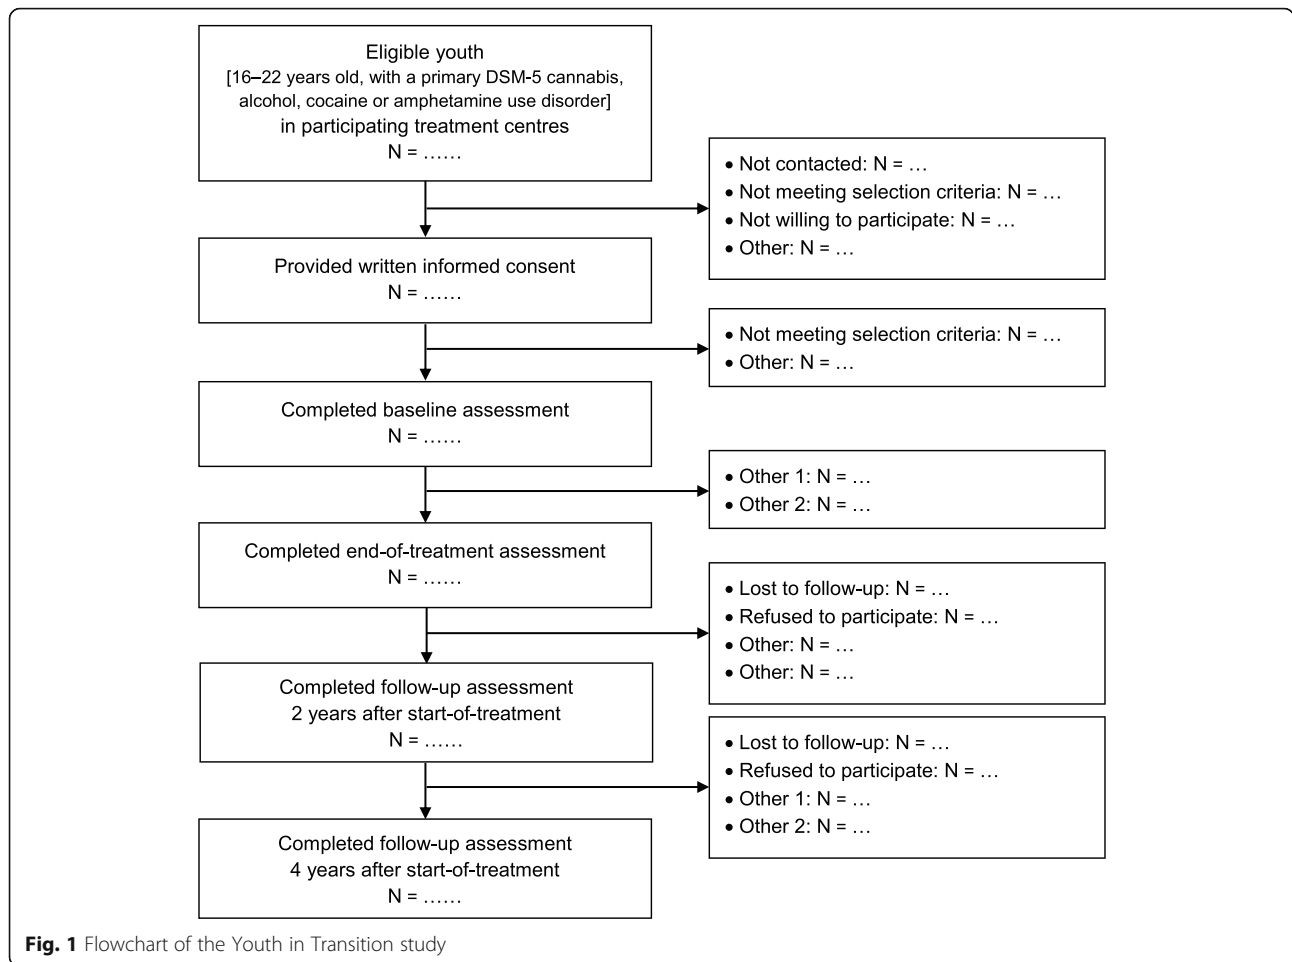 Eligible youth
[16–22 years old, with a primary DSM-5 cannabis,
alcohol, cocaine or amphetamine use disorder]
in participating treatment centres
N = ......
• Not contacted: N = …
• Not meeting selection criteria: N = …
• Not willing to participate: N = …
• Other: N = …
Provided written informed consent
N = ......
• Not meeting selection criteria: N = …
• Other: N = …
Completed baseline assessment
N = ......
• Other 1: N = …
• Other 2: N = …
Completed end-of-treatment assessment
N = ......
• Lost to follow-up: N = …
• Refused to participate: N = …
• Other: N = …
• Other: N = …
Completed follow-up assessment
2 years after start-of-treatment
N = ......
• Lost to follow-up: N = …
• Refused to participate: N = …
• Other 1: N = …
• Other 2: N = …
Completed follow-up assessment
4 years after start-of-treatment
N = ......
Fig. 1 Flowchart of the Youth in Transition study